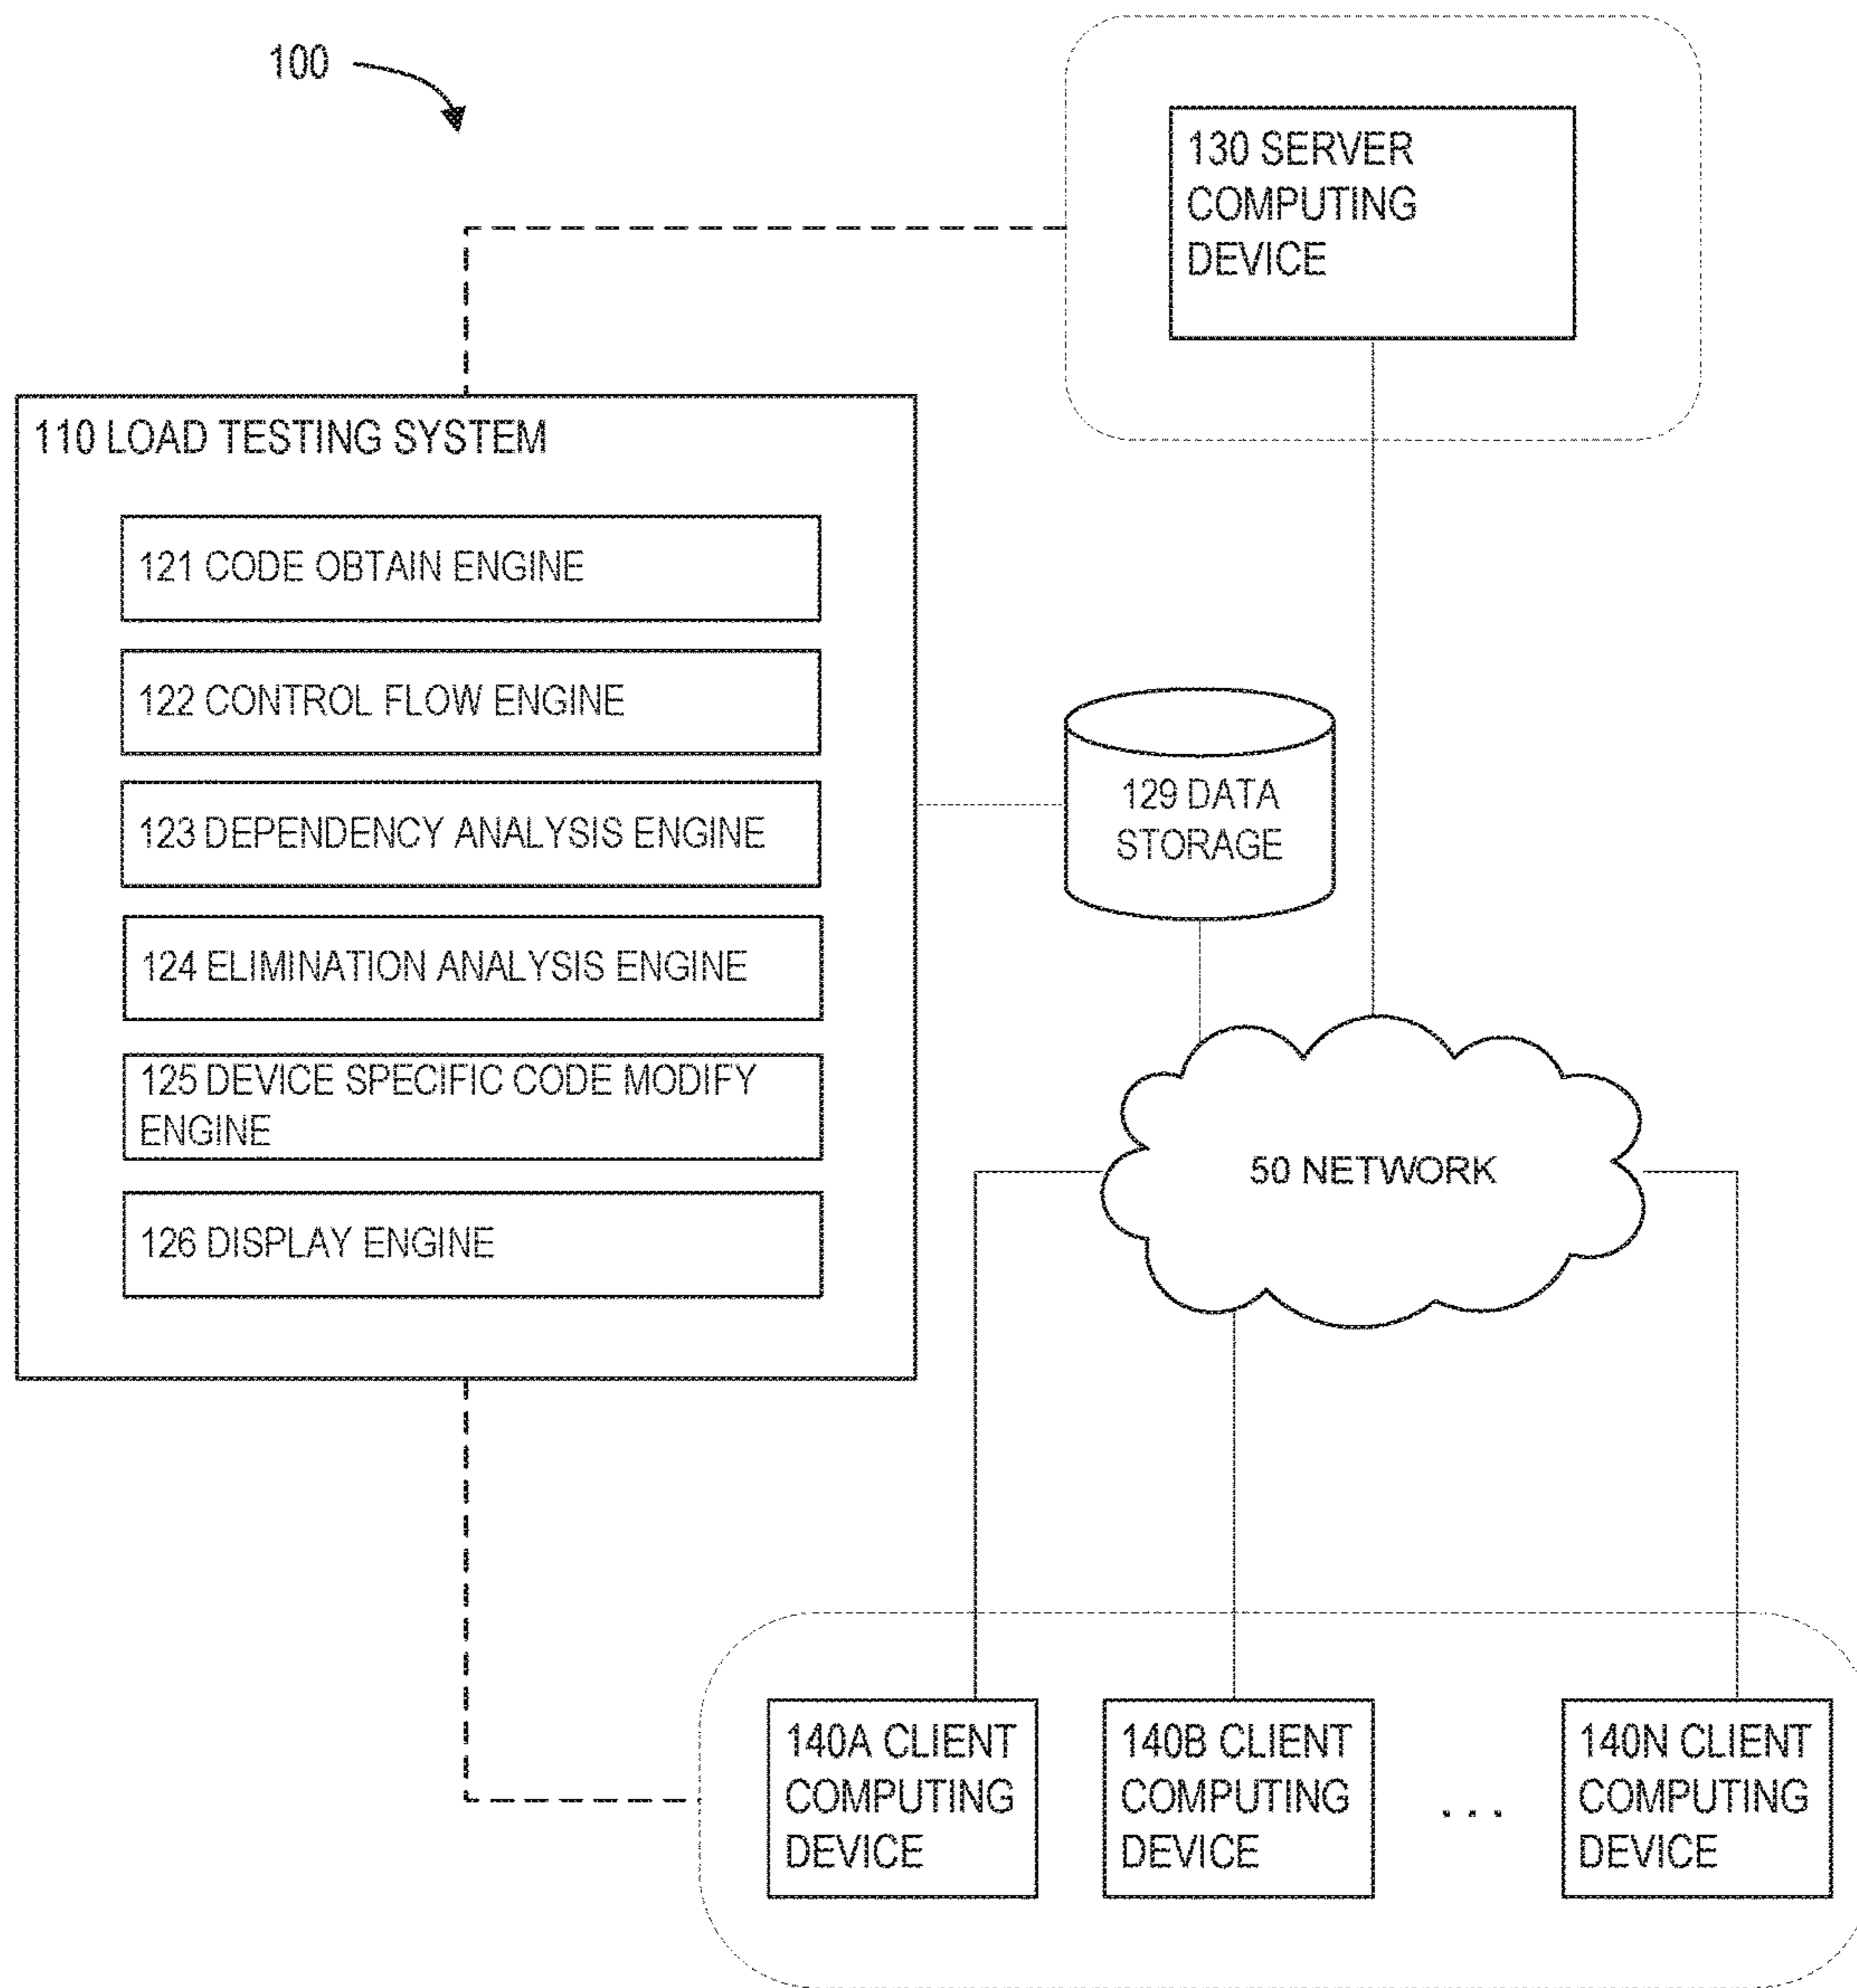 100
130 SERVER
COMPUTING
DEVICE
110 LOAD TESTING SYSTEM
121 CODE OBTAIN ENGINE
122 CONTROL FLOW ENGINE
123 DEPENDENCY ANALYSIS ENGINE
124 ELIMINATION ANALYSIS ENGINE
125 DEVICE SPECIFIC CODE MODIFY
ENGINE
126 DISPLAY ENGINE
129 DATA
STORAGE
50 NETWORK
140A CLIENT
COMPUTING
DEVICE
140B CLIENT
COMPUTING
DEVICE
...
140N CLIENT
COMPUTING
DEVICE